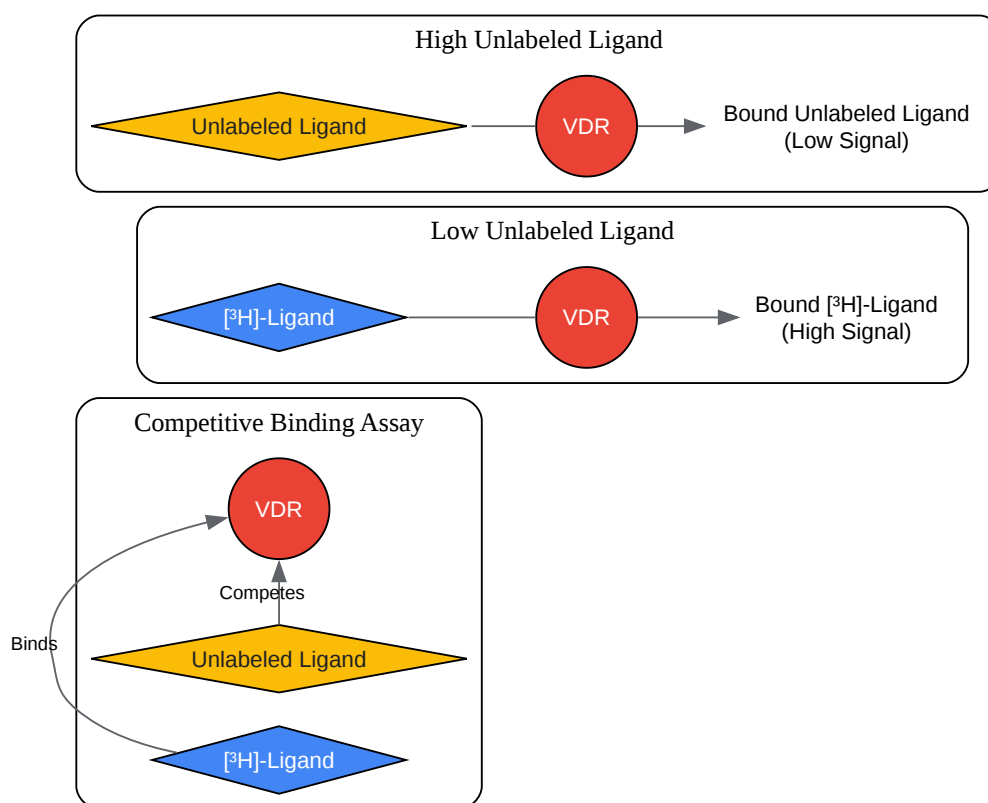 High Unlabeled Ligand
Unlabeled Ligand
VDR
Bound Unlabeled Ligand
(Low Signal)
Low Unlabeled Ligand
[³H]-Ligand
VDR
Bound [³H]-Ligand
(High Signal)
Competitive Binding Assay
VDR
Competes
Binds
Unlabeled Ligand
[³H]-Ligand